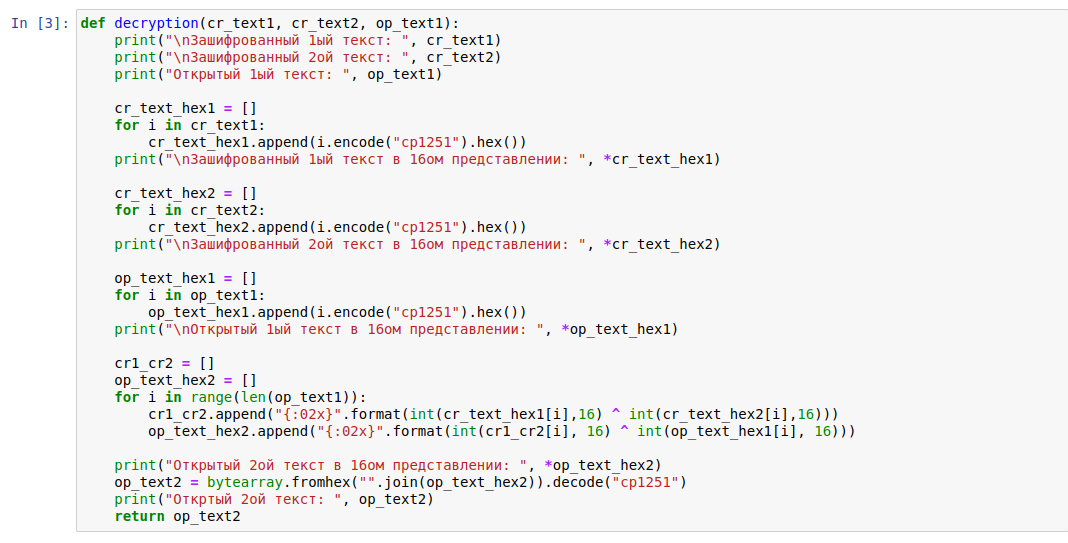 In [3]: def decryption(cr_text1, cr_text2, op_text1):
    print("\nЗашифрованный 1ый текст: ", cr_text1)
    print("\nЗашифрованный 2ой текст: ", cr_text2)
    print("Открытый 1ый текст: ", op_text1)

    cr_text_hex1 = []
    for i in cr_text1:
        cr_text_hex1.append(i.encode("cp1251").hex())
    print("\nЗашифрованный 1ый текст в 16ом представлении: ", *cr_text_hex1)

    cr_text_hex2 = []
    for i in cr_text2:
        cr_text_hex2.append(i.encode("cp1251").hex())
    print("\nЗашифрованный 2ой текст в 16ом представлении: ", *cr_text_hex2)

    op_text_hex1 = []
    for i in op_text1:
        op_text_hex1.append(i.encode("cp1251").hex())
    print("\nОткрытый 1ый текст в 16ом представлении: ", *op_text_hex1)

    cr1_cr2 = []
    op_text_hex2 = []
    for i in range(len(op_text1)):
        cr1_cr2.append("{:02x}".format(int(cr_text_hex1[i],16) ^ int(cr_text_hex2[i],16)))
        op_text_hex2.append("{:02x}".format(int(cr1_cr2[i], 16) ^ int(op_text_hex1[i], 16)))

    print("Открытый 2ой текст в 16ом представлении: ", *op_text_hex2)
    op_text2 = bytearray.fromhex("".join(op_text_hex2)).decode("cp1251")
    print("Откртый 2ой текст: ", op_text2)
    return op_text2